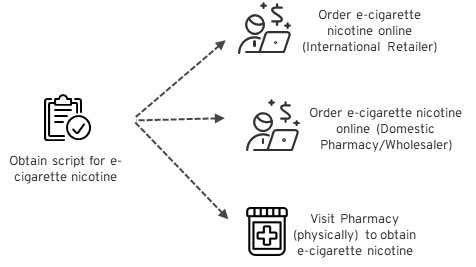 Obtain script for e-
cigarette nicotine
Order e-cigarette
nicotine online
(International Retailer)
Order e-cigarette nicotine
online (Domestic
Pharmacy/Wholesaler)
Visit Pharmacy
(physically) to obtain
e-cigarette nicotine